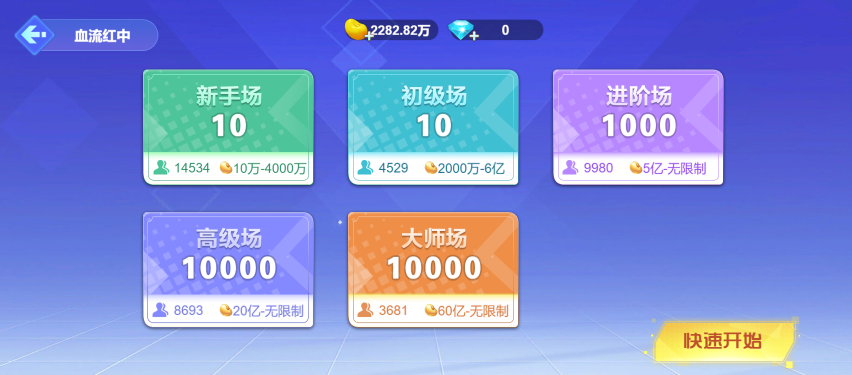 血流红中
2282.82万
0
新手场
10
14534 10万-4000万
初级场
10
4529 2000万-6亿
进阶场
1000
9980 5亿-无限制
高级场
10000
8693 20亿-无限制
大师场
10000
3681 60亿-无限制
快速开始